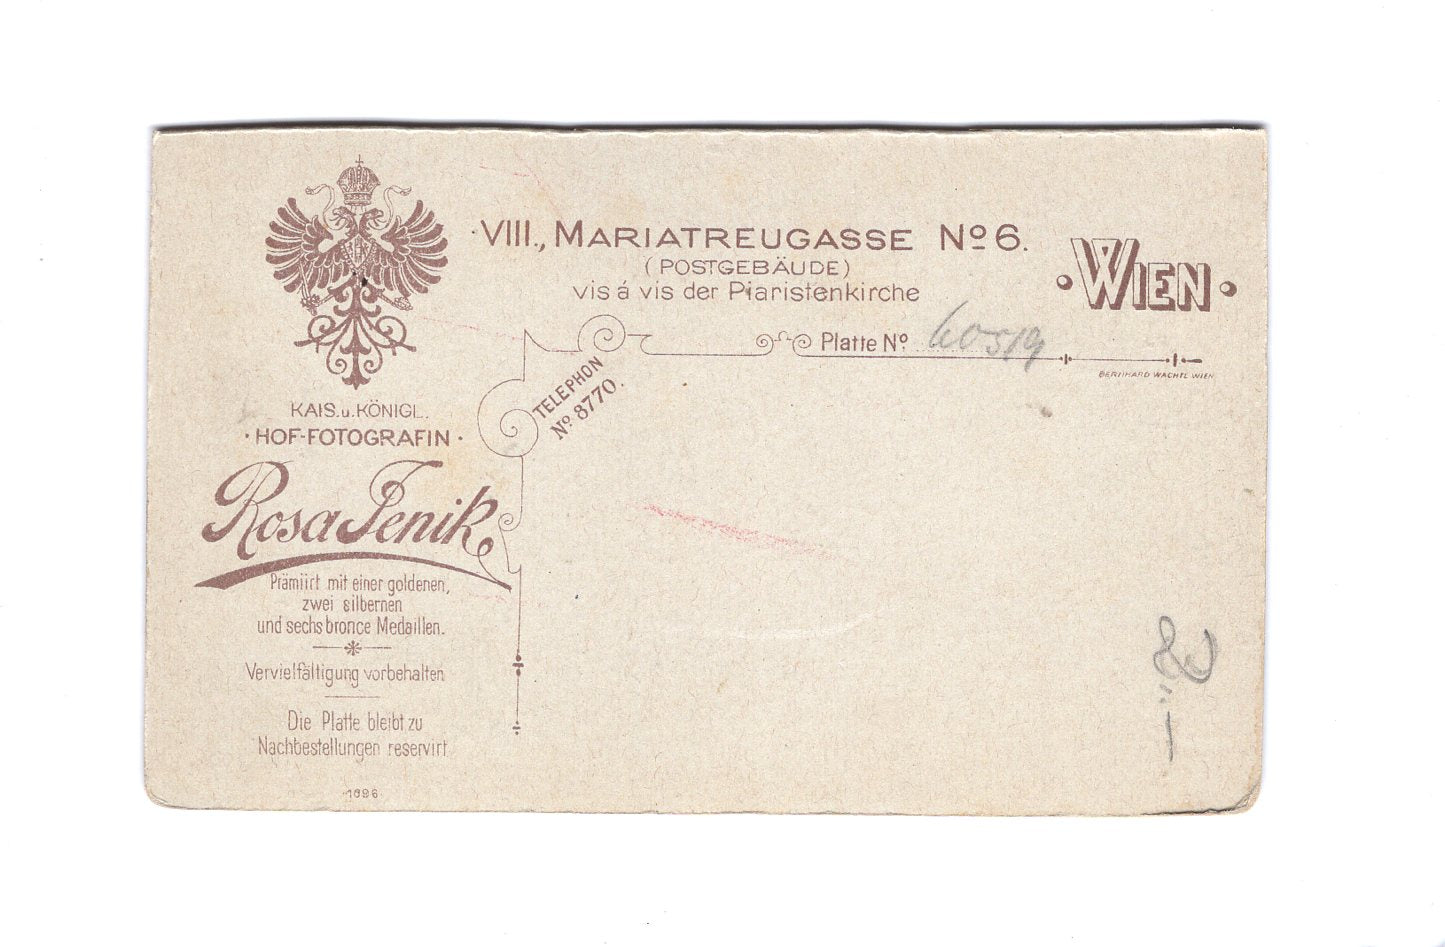 ·VIII., MARIATREUGASSE Nº 6.
(POSTGEBÄUDE)
vis á vis der Piaristenkirche
·WIEN·
Platte Nº 60519
BERNHARD WACHTL WIEN
TELEPHON
Nº 8770.
KAIS. u. KÖNIGL.
·HOF-FOTOGRAFIN·
Rosa Jenik
Prämiirt mit einer goldenen,
zwei silbernen
und sechs bronce Medaillen.
Vervielfältigung vorbehalten
Die Platte bleibt zu
Nachbestellungen reservirt
·1896·